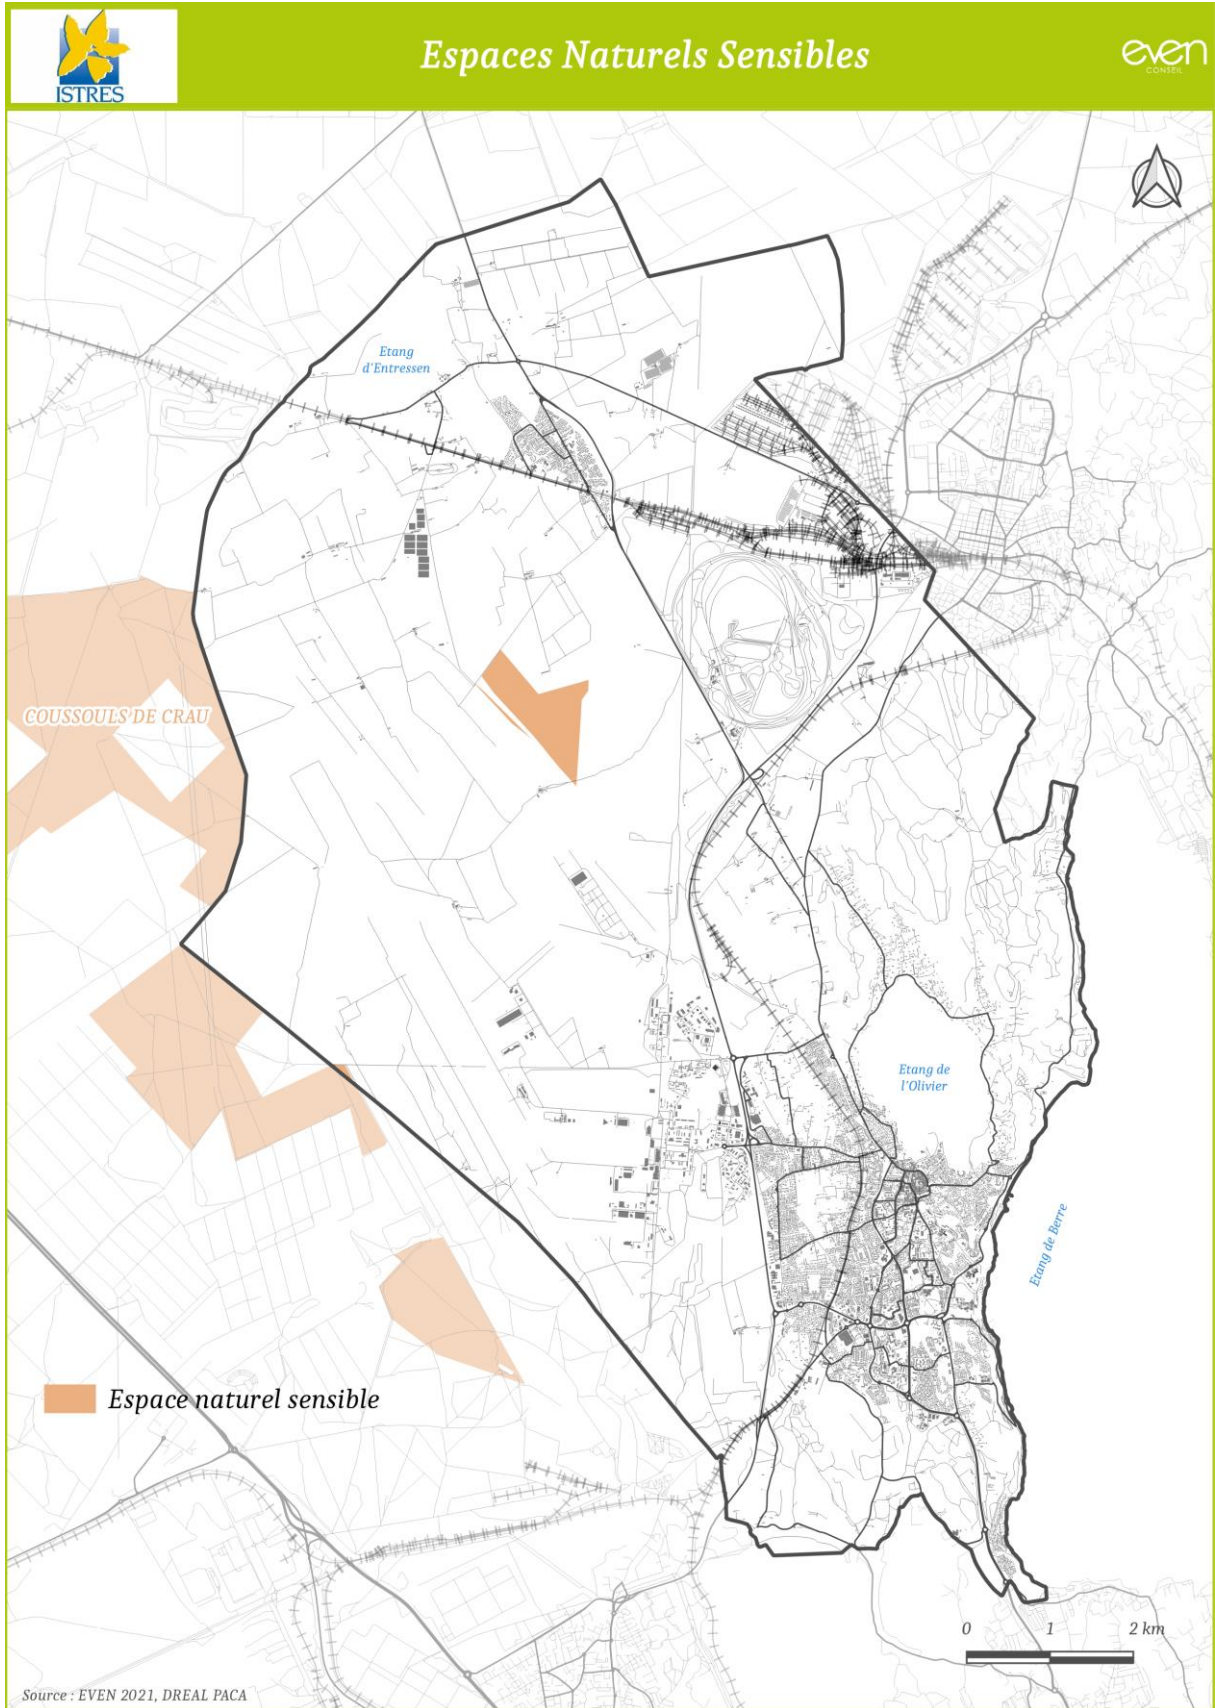 ISTRES
Espaces Naturels Sensibles
even
CONSEIL
Etang
d'Entressen
COUSSOULS DE CRAU
Etang de
l'Olivier
Etang de Berre
Espace naturel sensible
0 1 2 km
Source : EVEN 2021, DREAL PACA